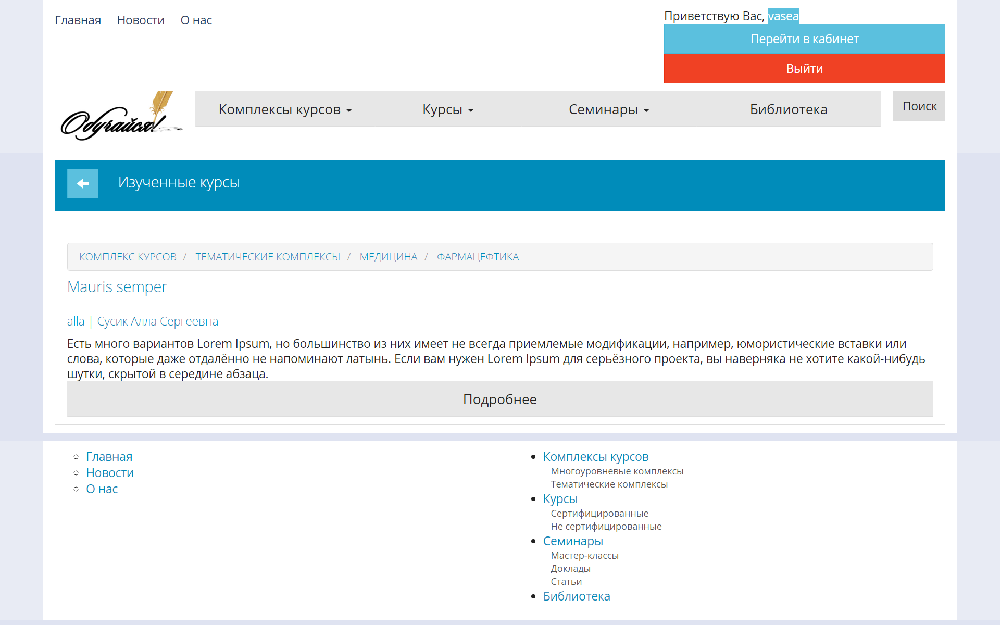 Главная Новости О нас
Приветствую Вас, vasea
Перейти в кабинет
Выйти
Обучайся!
Комплексы курсов Курсы Семинары Библиотека
Поиск
Изученные курсы
КОМПЛЕКС КУРСОВ / ТЕМАТИЧЕСКИЕ КОМПЛЕКСЫ / МЕДИЦИНА / ФАРМАЦЕФТИКА
Mauris semper
alla | Сусик Алла Сергеевна
Есть много вариантов Lorem Ipsum, но большинство из них имеет не всегда приемлемые модификации, например, юмористические вставки или
слова, которые даже отдалённо не напоминают латынь. Если вам нужен Lorem Ipsum для серьёзного проекта, вы наверняка не хотите какой-нибудь
шутки, скрытой в середине абзаца.
Подробнее
Главная
Новости
О нас
Комплексы курсов
Многоуровневые комплексы
Тематические комплексы
Курсы
Сертифицированные
Не сертифицированные
Семинары
Мастер-классы
Доклады
Статьи
Библиотека